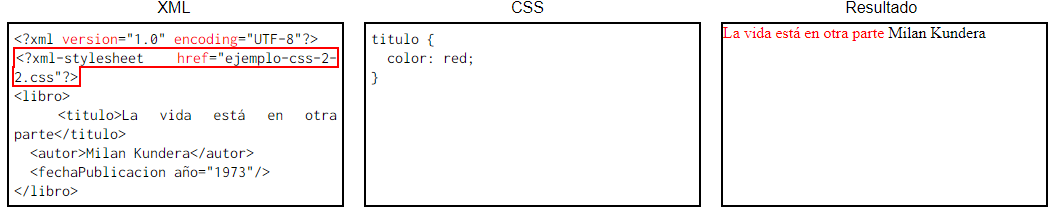 XML
<?xml version="1.0" encoding="UTF-8"?>
<?xml-stylesheet href="ejemplo-css-2-
2.css"?>
<libro>
<titulo>La vida está en otra
parte</titulo>
<autor>Milan Kundera</autor>
<fechaPublicacion año="1973"/>
</libro>
CSS
titulo {
color: red;
}
Resultado
La vida está en otra parte Milan Kundera